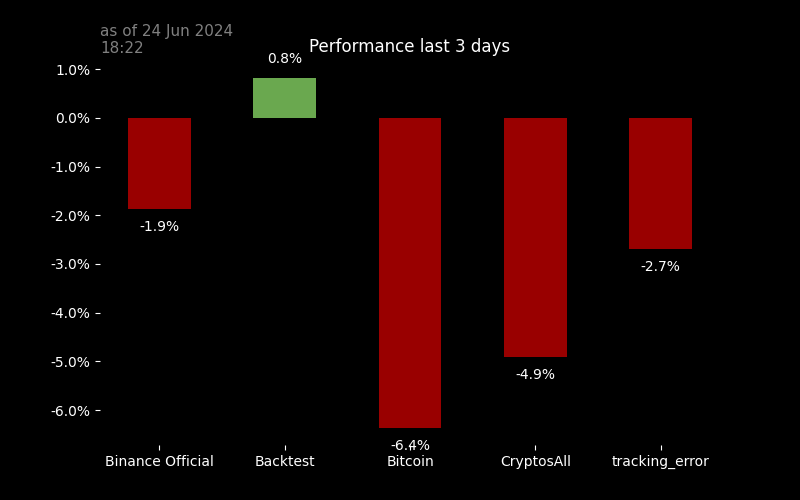 as of 24 Jun 2024
18:22
Performance last 3 days
0.8%
1.0%
0.0%
-1.0%
-2.0%
-3.0%
-4.0%
-5.0%
-6.0%
-1.9%
-2.7%
-4.9%
-6.4%
Binance Official
Backtest
Bitcoin
CryptosAll
tracking_error